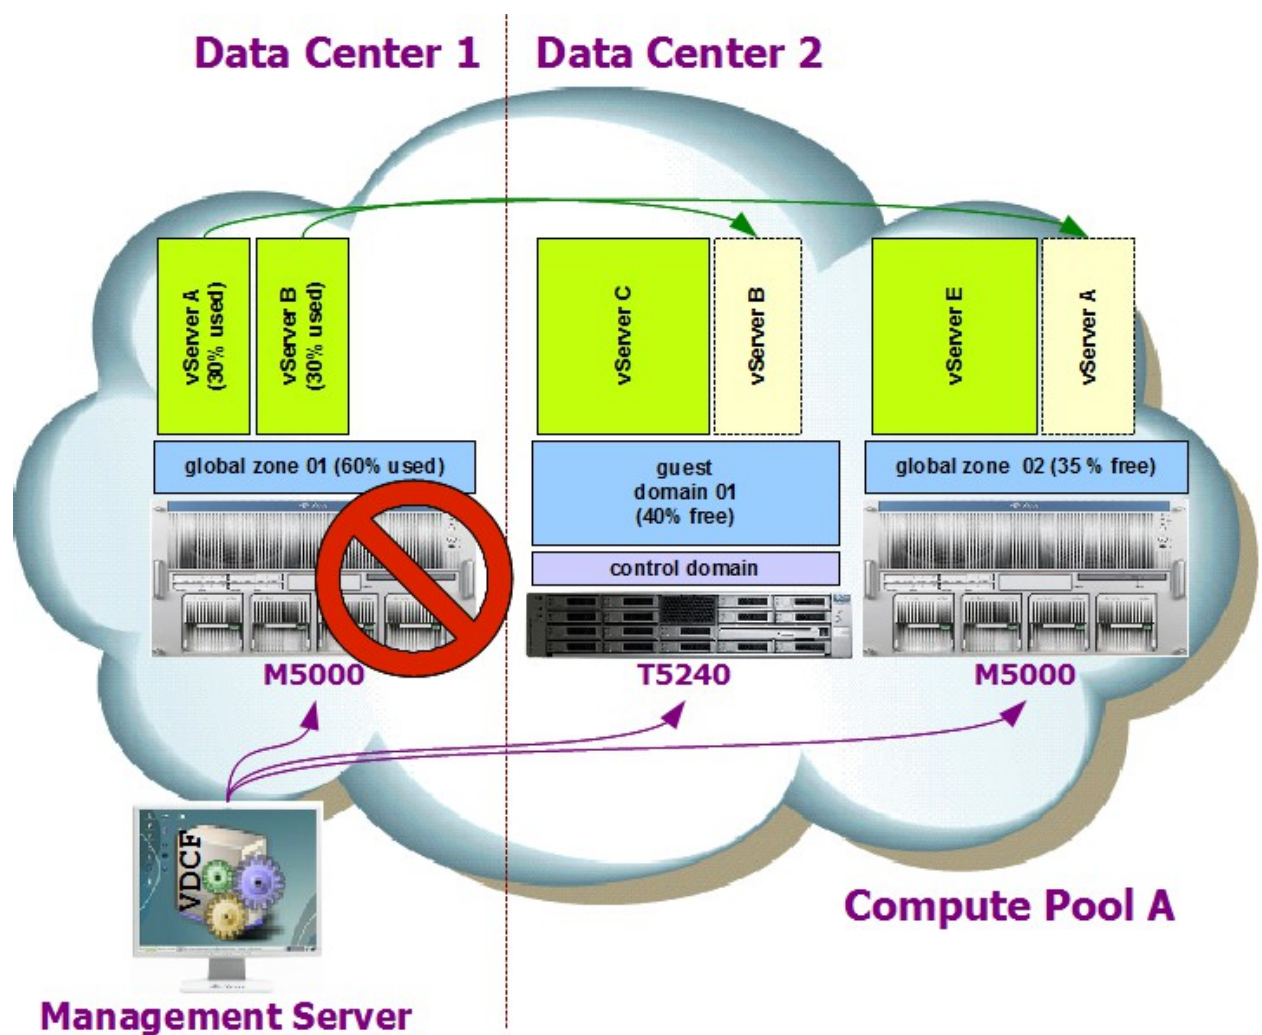 Data Center 1
Data Center 2
vServer A
(30% used)
vServer B
(30% used)
vServer C
vServer B
vServer E
vServer A
global zone 01 (60% used)
guest
domain 01
(40% free)
global zone 02 (35 % free)
control domain
M5000
T5240
M5000
VDCF
Compute Pool A
Management Server